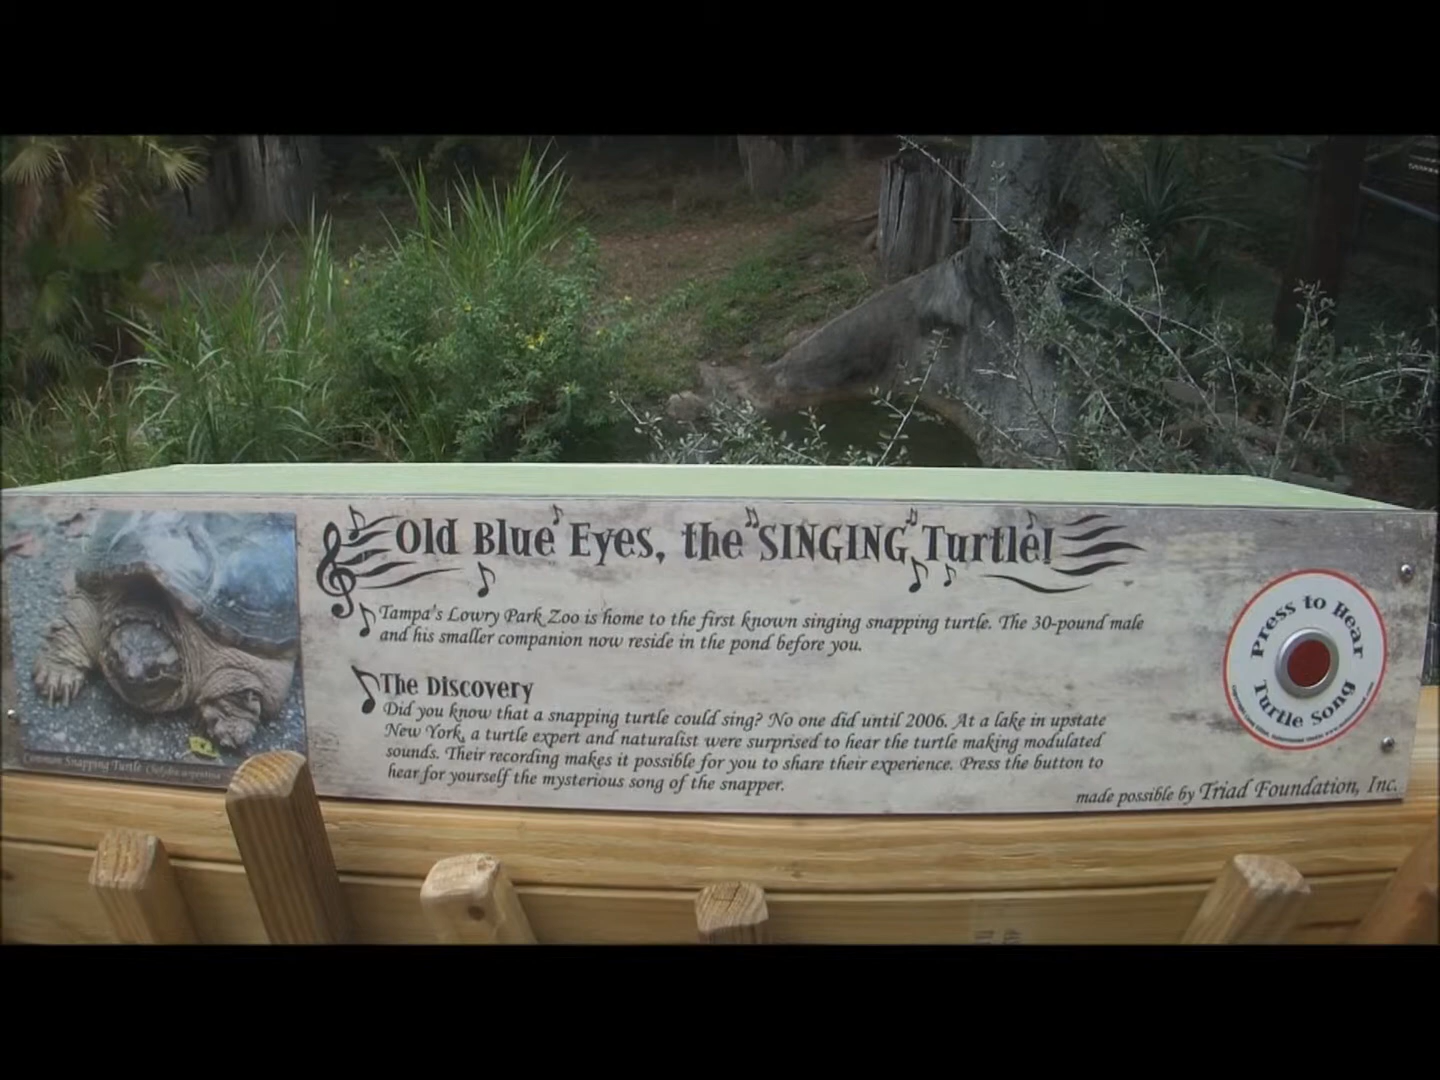 Old Blue Eyes, the SINGING Turtle!
Tampa's Lowry Park Zoo is home to the first known singing snapping turtle. The 30-pound male
and his smaller companion now reside in the pond before you.
The Discovery
Did you know that a snapping turtle could sing? No one did until 2006. At a lake in upstate
New York, a turtle expert and naturalist were surprised to hear the turtle making modulated
sounds. Their recording makes it possible for you to share their experience. Press the button to
hear for yourself the mysterious song of the snapper.
Press to Hear
Turtle Song
made possible by Triad Foundation, Inc.
Common Snapping Turtle